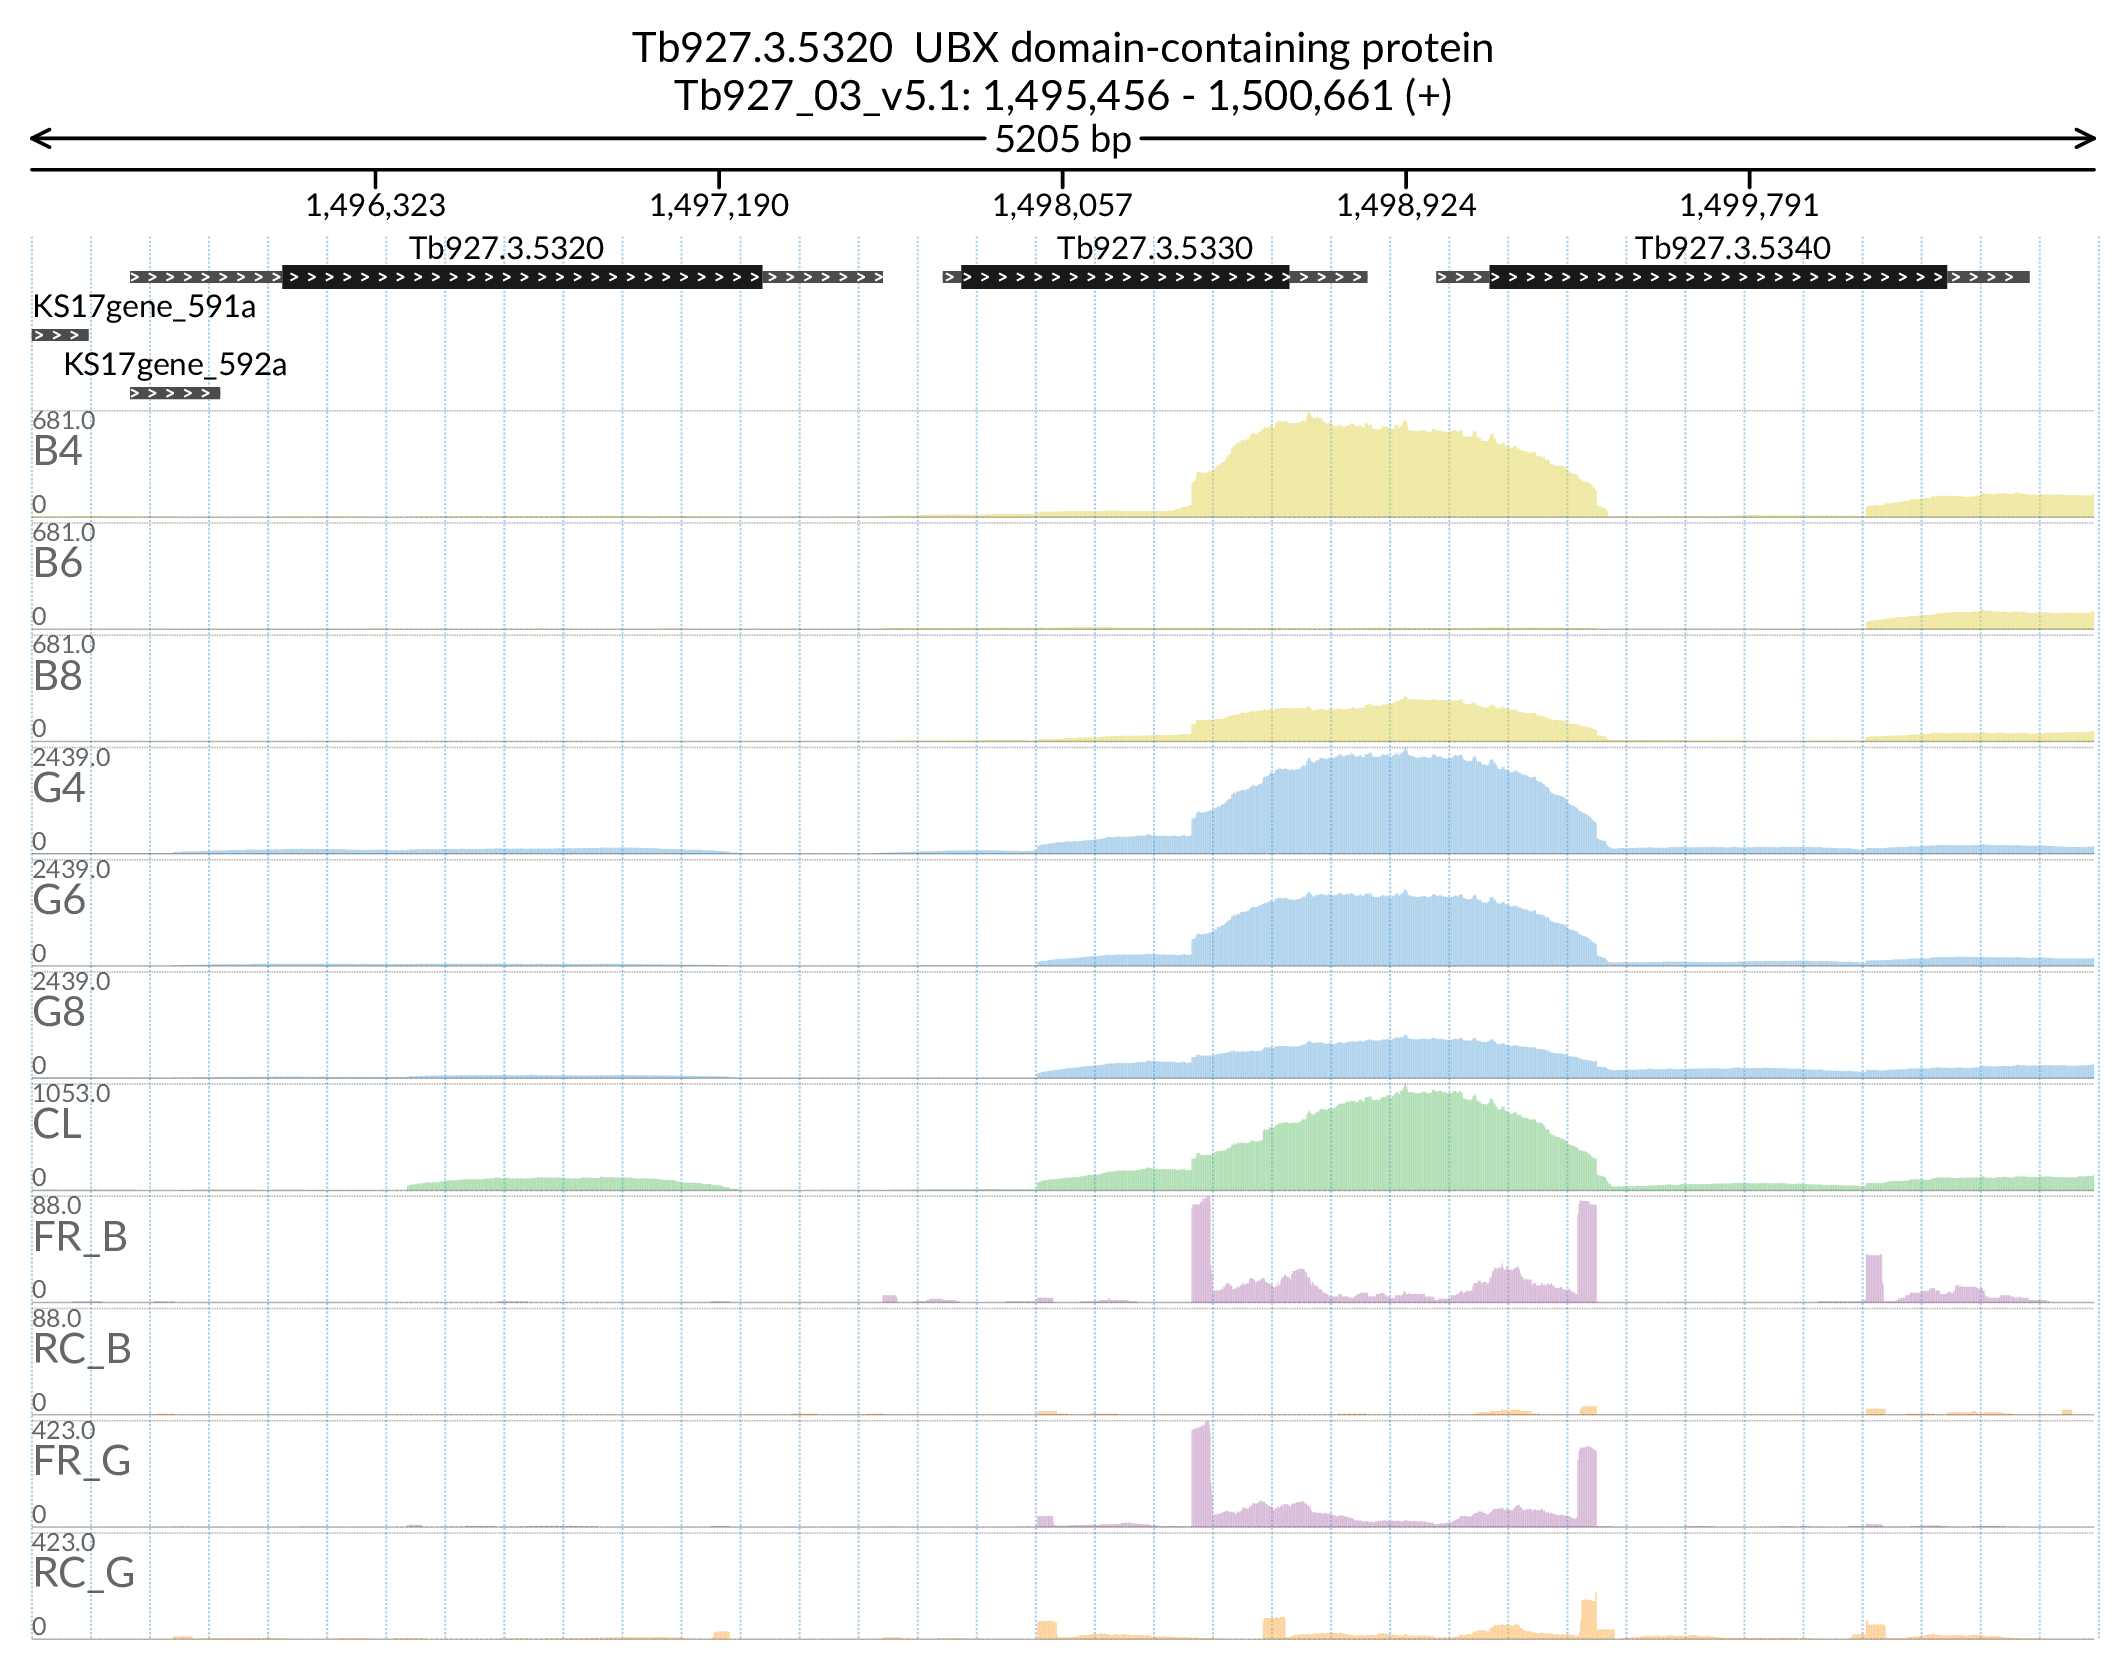 Tb927.3.5320  UBX domain-containing protein
Tb927_03_v5.1: 1,495,456 - 1,500,661 (+)
5205 bp
1,496,323 1,497,190 1,498,057 1,498,924 1,499,791
Tb927.3.5320 Tb927.3.5330 Tb927.3.5340
KS17gene_591a
KS17gene_592a
681.0
B4
0
681.0
B6
0
681.0
B8
0
2439.0
G4
0
2439.0
G6
0
2439.0
G8
0
1053.0
CL
0
88.0
FR_B
0
88.0
RC_B
0
423.0
FR_G
0
423.0
RC_G
0